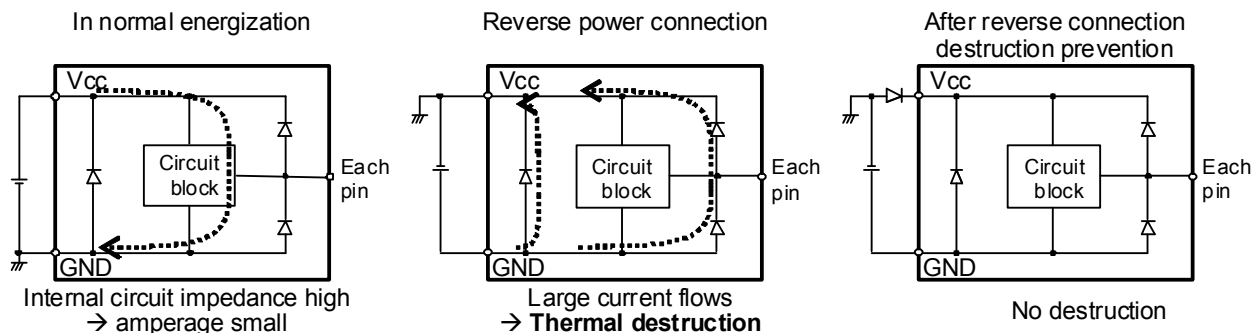 In normal energization
Vcc
Circuit
block
Each
pin
GND
Internal circuit impedance high
→ amperage small
Reverse power connection
Vcc
Circuit
block
Each
pin
GND
Large current flows
→ Thermal destruction
After reverse connection
destruction prevention
Vcc
Circuit
block
Each
pin
GND
No destruction